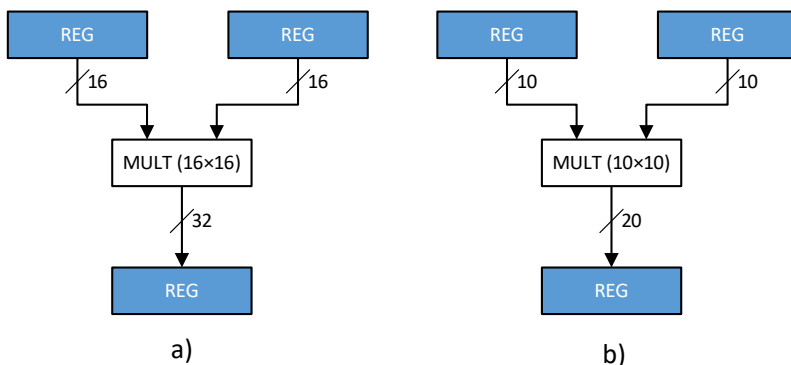 REG
REG
16
16
MULT (16×16)
32
REG
a)
REG
REG
10
10
MULT (10×10)
20
REG
b)